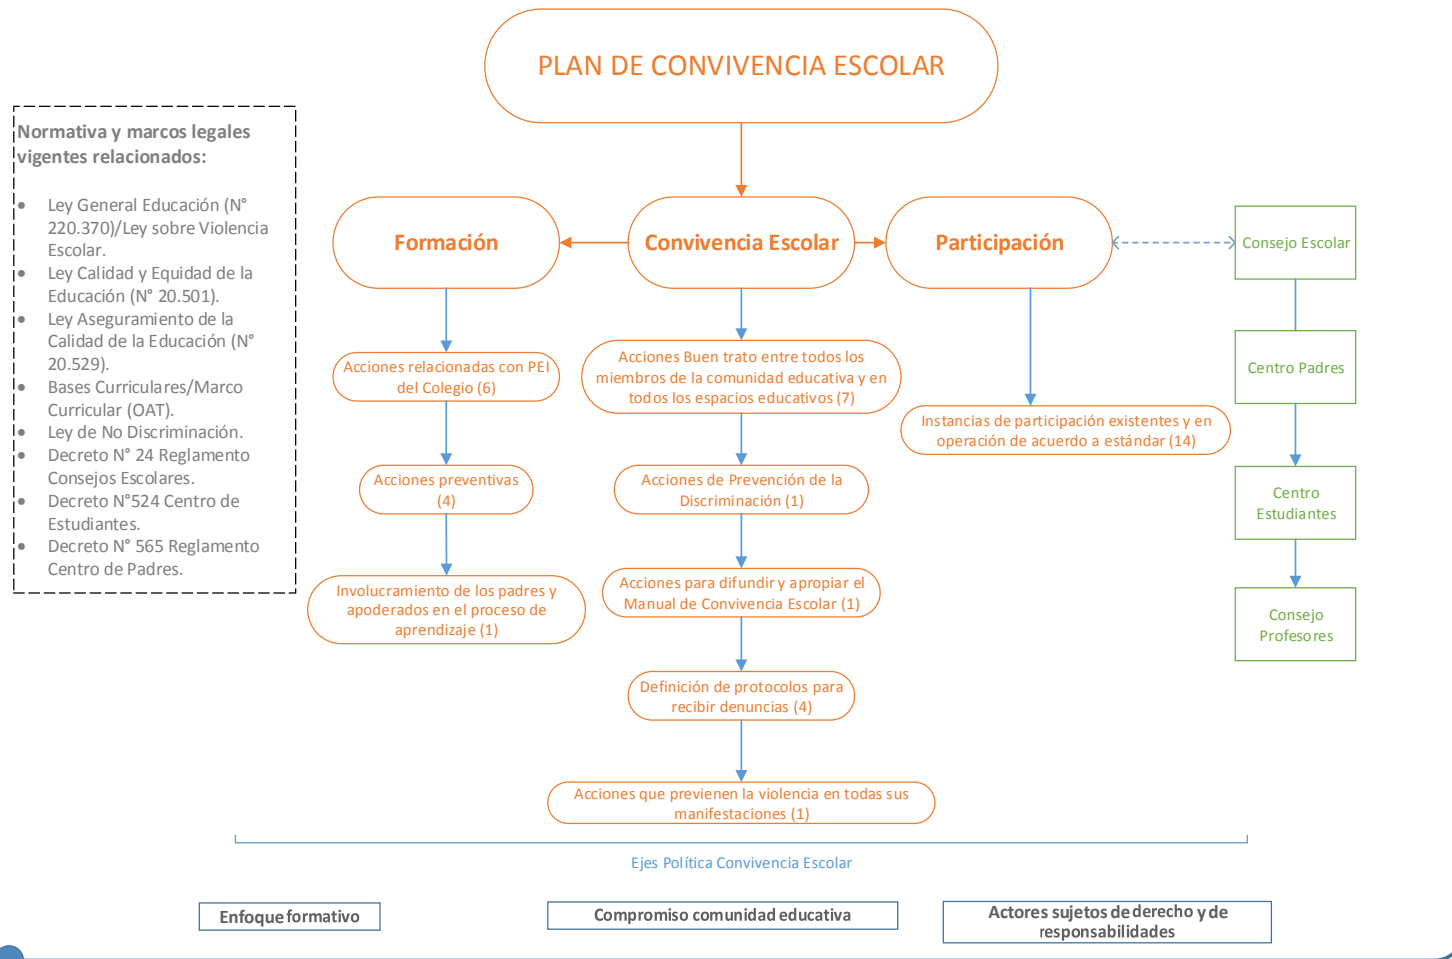 PLAN DE CONVIVENCIA ESCOLAR
Normativa y marcos legales
vigentes relacionados:
• Ley General Educación (N°
220.370)/Ley sobre Violencia
Escolar.
• Ley Calidad y Equidad de la
Educación (N° 20.501).
• Ley Aseguramiento de la
Calidad de la Educación (N°
20.529).
• Bases Curriculares/Marco
Curricular (OAT).
• Ley de No Discriminación.
• Decreto N° 24 Reglamento
Consejos Escolares.
• Decreto N°524 Centro de
Estudiantes.
• Decreto N° 565 Reglamento
Centro de Padres.
Formación
Acciones relacionadas con PEI
del Colegio (6)
Acciones preventivas
(4)
Involucramiento de los padres y
apoderados en el proceso de
aprendizaje (1)
Convivencia Escolar
Acciones Buen trato entre todos los
miembros de la comunidad educativa y en
todos los espacios educativos (7)
Acciones de Prevención de la
Discriminación (1)
Acciones para difundir y apropiar el
Manual de Convivencia Escolar (1)
Definición de protocolos para
recibir denuncias (4)
Acciones que previenen la violencia en todas sus
manifestaciones (1)
Participación
Instancias de participación existentes y en
operación de acuerdo a estándar (14)
Consejo Escolar
Centro Padres
Centro
Estudiantes
Consejo
Profesores
Ejes Política Convivencia Escolar
Enfoque formativo
Compromiso comunidad educativa
Actores sujetos de derecho y de
responsabilidades